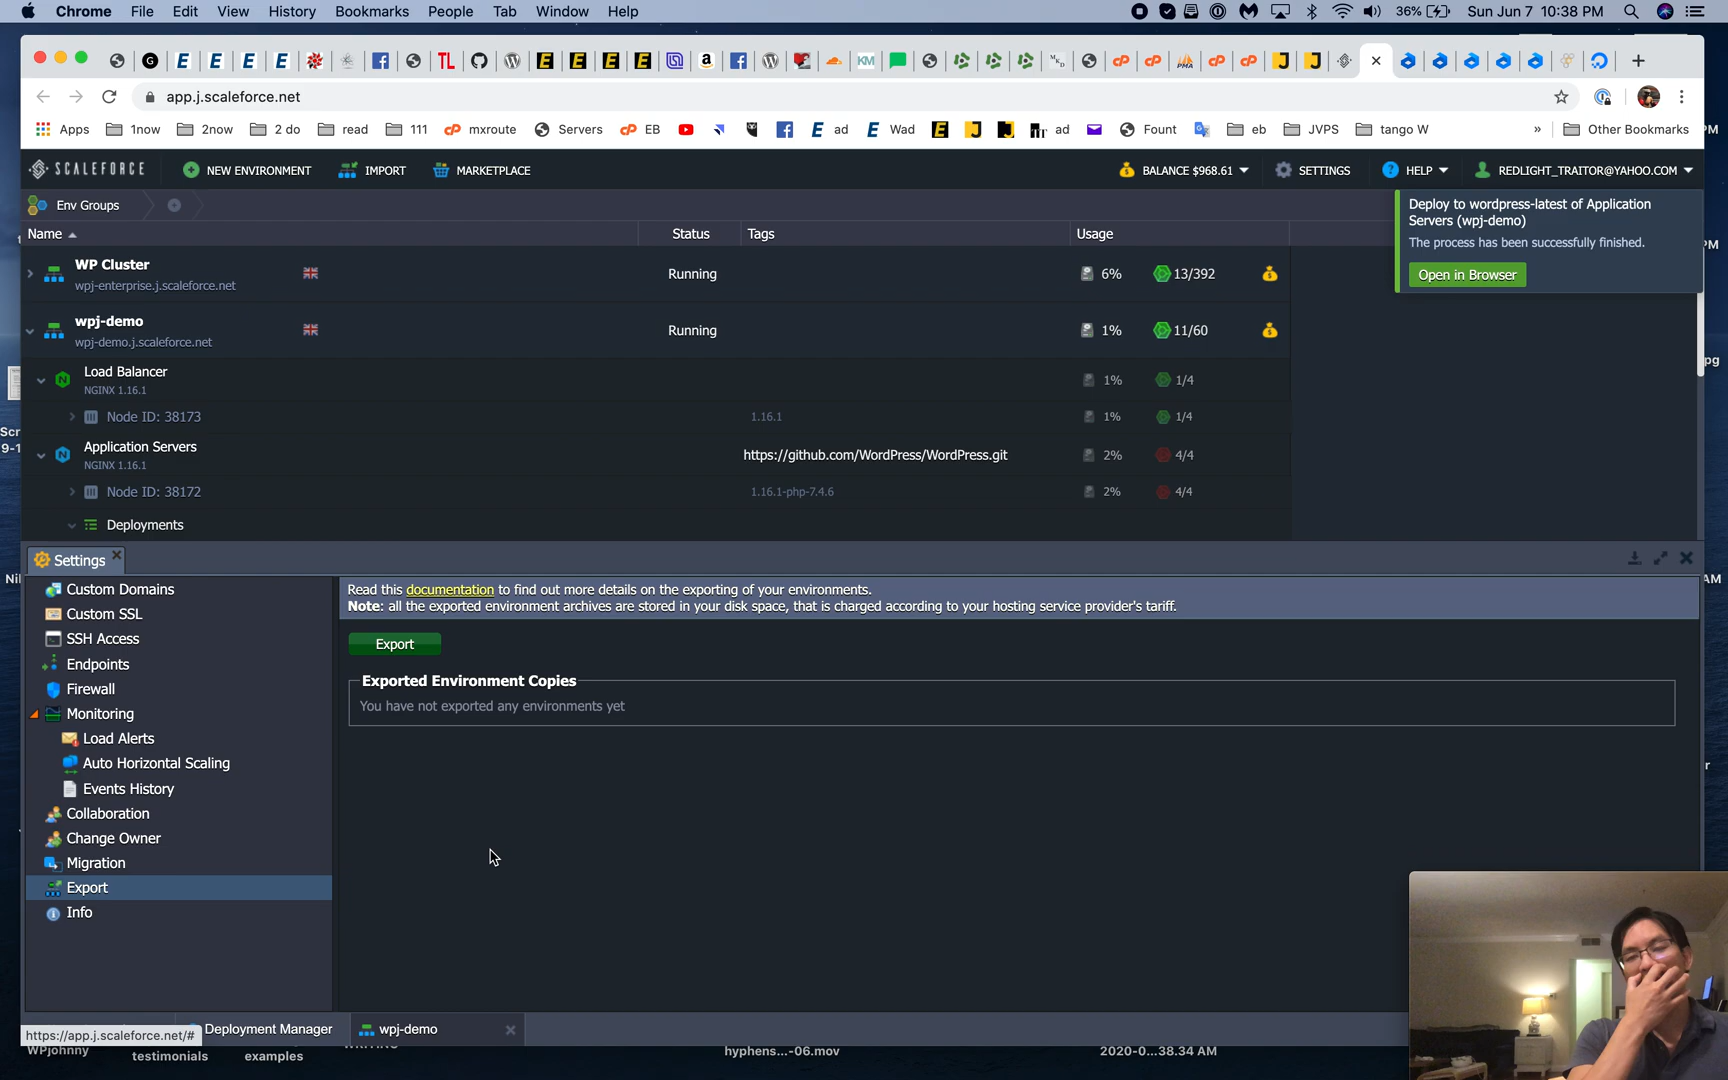 Chrome File Edit View History Bookmarks People Tab Window Help 36% Sun Jun 7 10:38 PM
app.j.scaleforce.net
Apps 1now 2now 2 do read 111 mxroute Servers EB ad Wad ad Fount eb JVPS tango W » Other Bookmarks
SCALEFORCE NEW ENVIRONMENT IMPORT MARKETPLACE BALANCE $968.61 SETTINGS HELP REDLIGHT_TRAITOR@YAHOO.COM
Env Groups
Deploy to wordpress-latest of Application
Servers (wpj-demo)
The process has been successfully finished.
Open in Browser
Name Status Tags Usage
WP Cluster Running 6% 13/392
wpj-enterprise.j.scaleforce.net
wpj-demo Running 1% 11/60
wpj-demo.j.scaleforce.net
Load Balancer 1% 1/4
NGINX 1.16.1
Node ID: 38173 1.16.1 1% 1/4
Application Servers https://github.com/WordPress/WordPress.git 2% 4/4
NGINX 1.16.1
Node ID: 38172 1.16.1-php-7.4.6 2% 4/4
Deployments
Settings
Custom Domains
Custom SSL
SSH Access
Endpoints
Firewall
Monitoring
Load Alerts
Auto Horizontal Scaling
Events History
Collaboration
Change Owner
Migration
Export
Info
Read this documentation to find out more details on the exporting of your environments.
Note: all the exported environment archives are stored in your disk space, that is charged according to your hosting service provider's tariff.
Export
Exported Environment Copies
You have not exported any environments yet
https://app.j.scaleforce.net/# Deployment Manager wpj-demo
WPjohnny testimonials examples hyphens...-06.mov 2020-0...38.34 AM